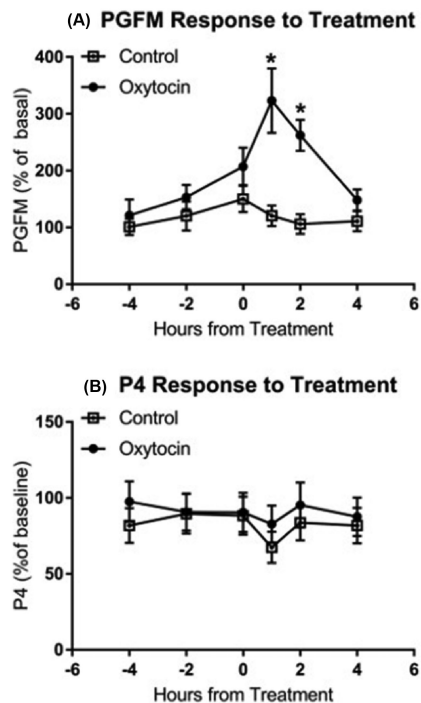 (A) PGFM Response to Treatment
Control
Oxytocin
PGFM (% of basal)
400
300
200
100
0
*
*
-6 -4 -2 0 2 4 6
Hours from Treatment
(B) P4 Response to Treatment
Control
Oxytocin
P4 (%of baseline)
150
100
50
0
-6 -4 -2 0 2 4 6
Hours from Treatment